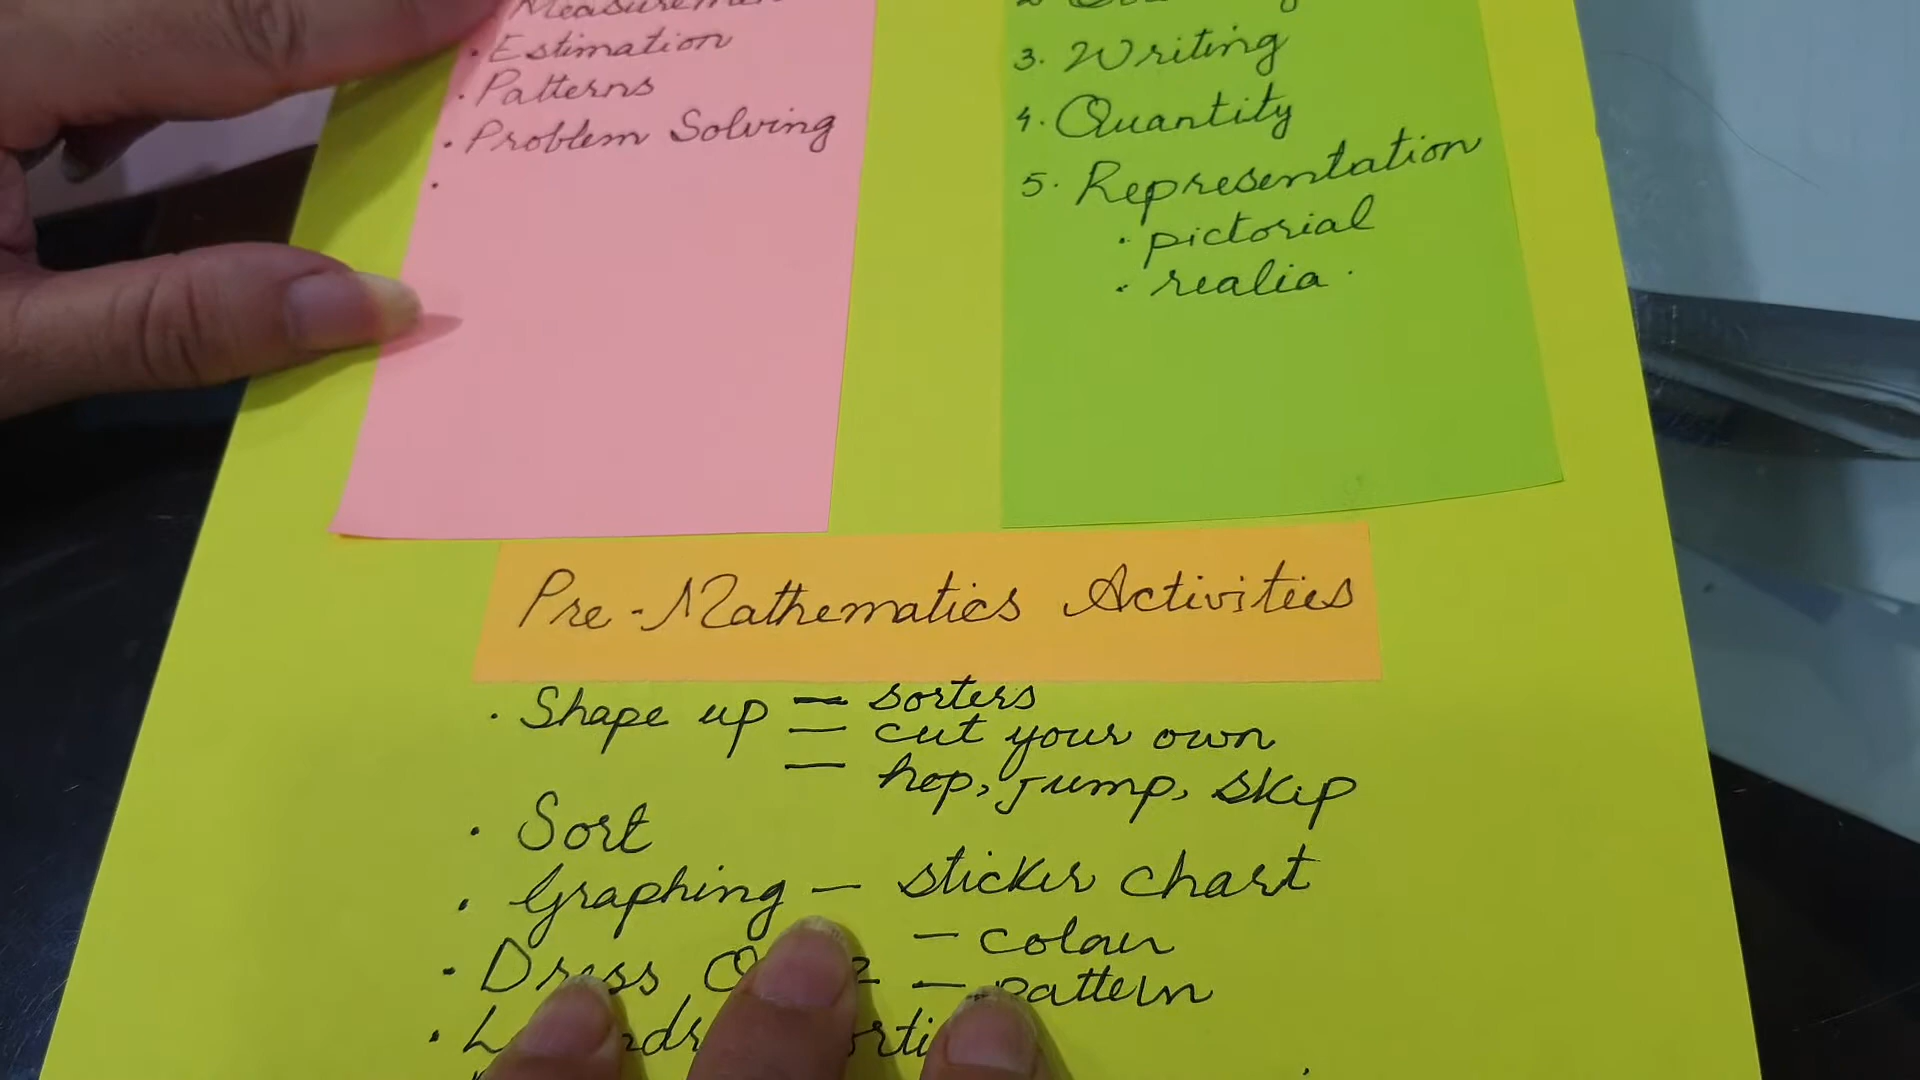 • Estimation
• Patterns
• Problem Solving
•
3. Writing
4. Quantity
5. Representation
• pictorial
• realia.
Pre-Mathematics Activities
• Shape up — sorters
— cut your own
— hop, jump, skip
• Sort
• Graphing — sticker chart
- Dress — colour
— pattern